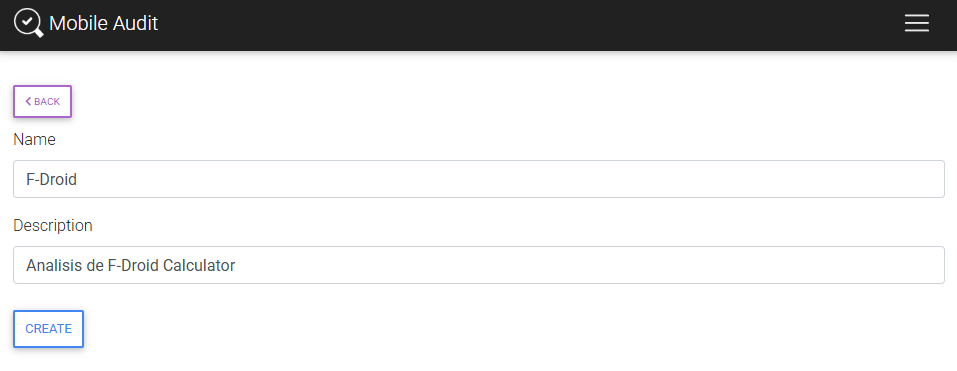 Mobile Audit
BACK
Name
F-Droid
Description
Analisis de F-Droid Calculator
CREATE